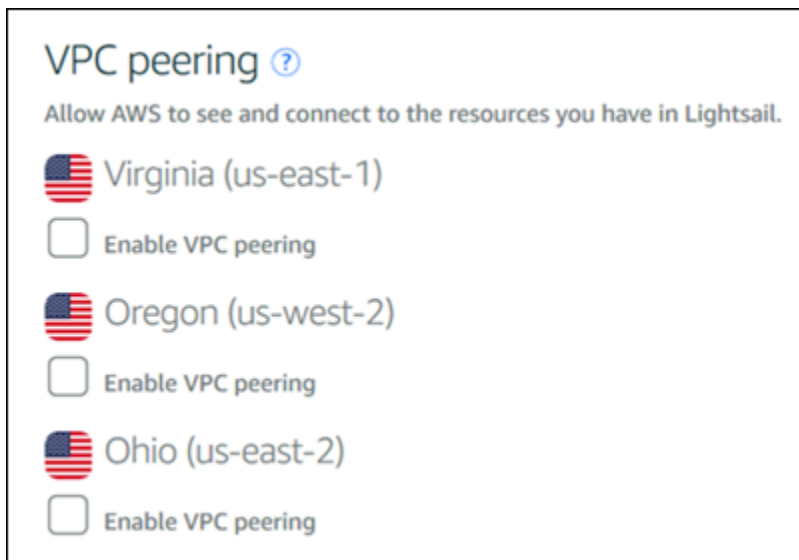 VPC peering ?
Allow AWS to see and connect to the resources you have in Lightsail.
Virginia (us-east-1)
Enable VPC peering
Oregon (us-west-2)
Enable VPC peering
Ohio (us-east-2)
Enable VPC peering